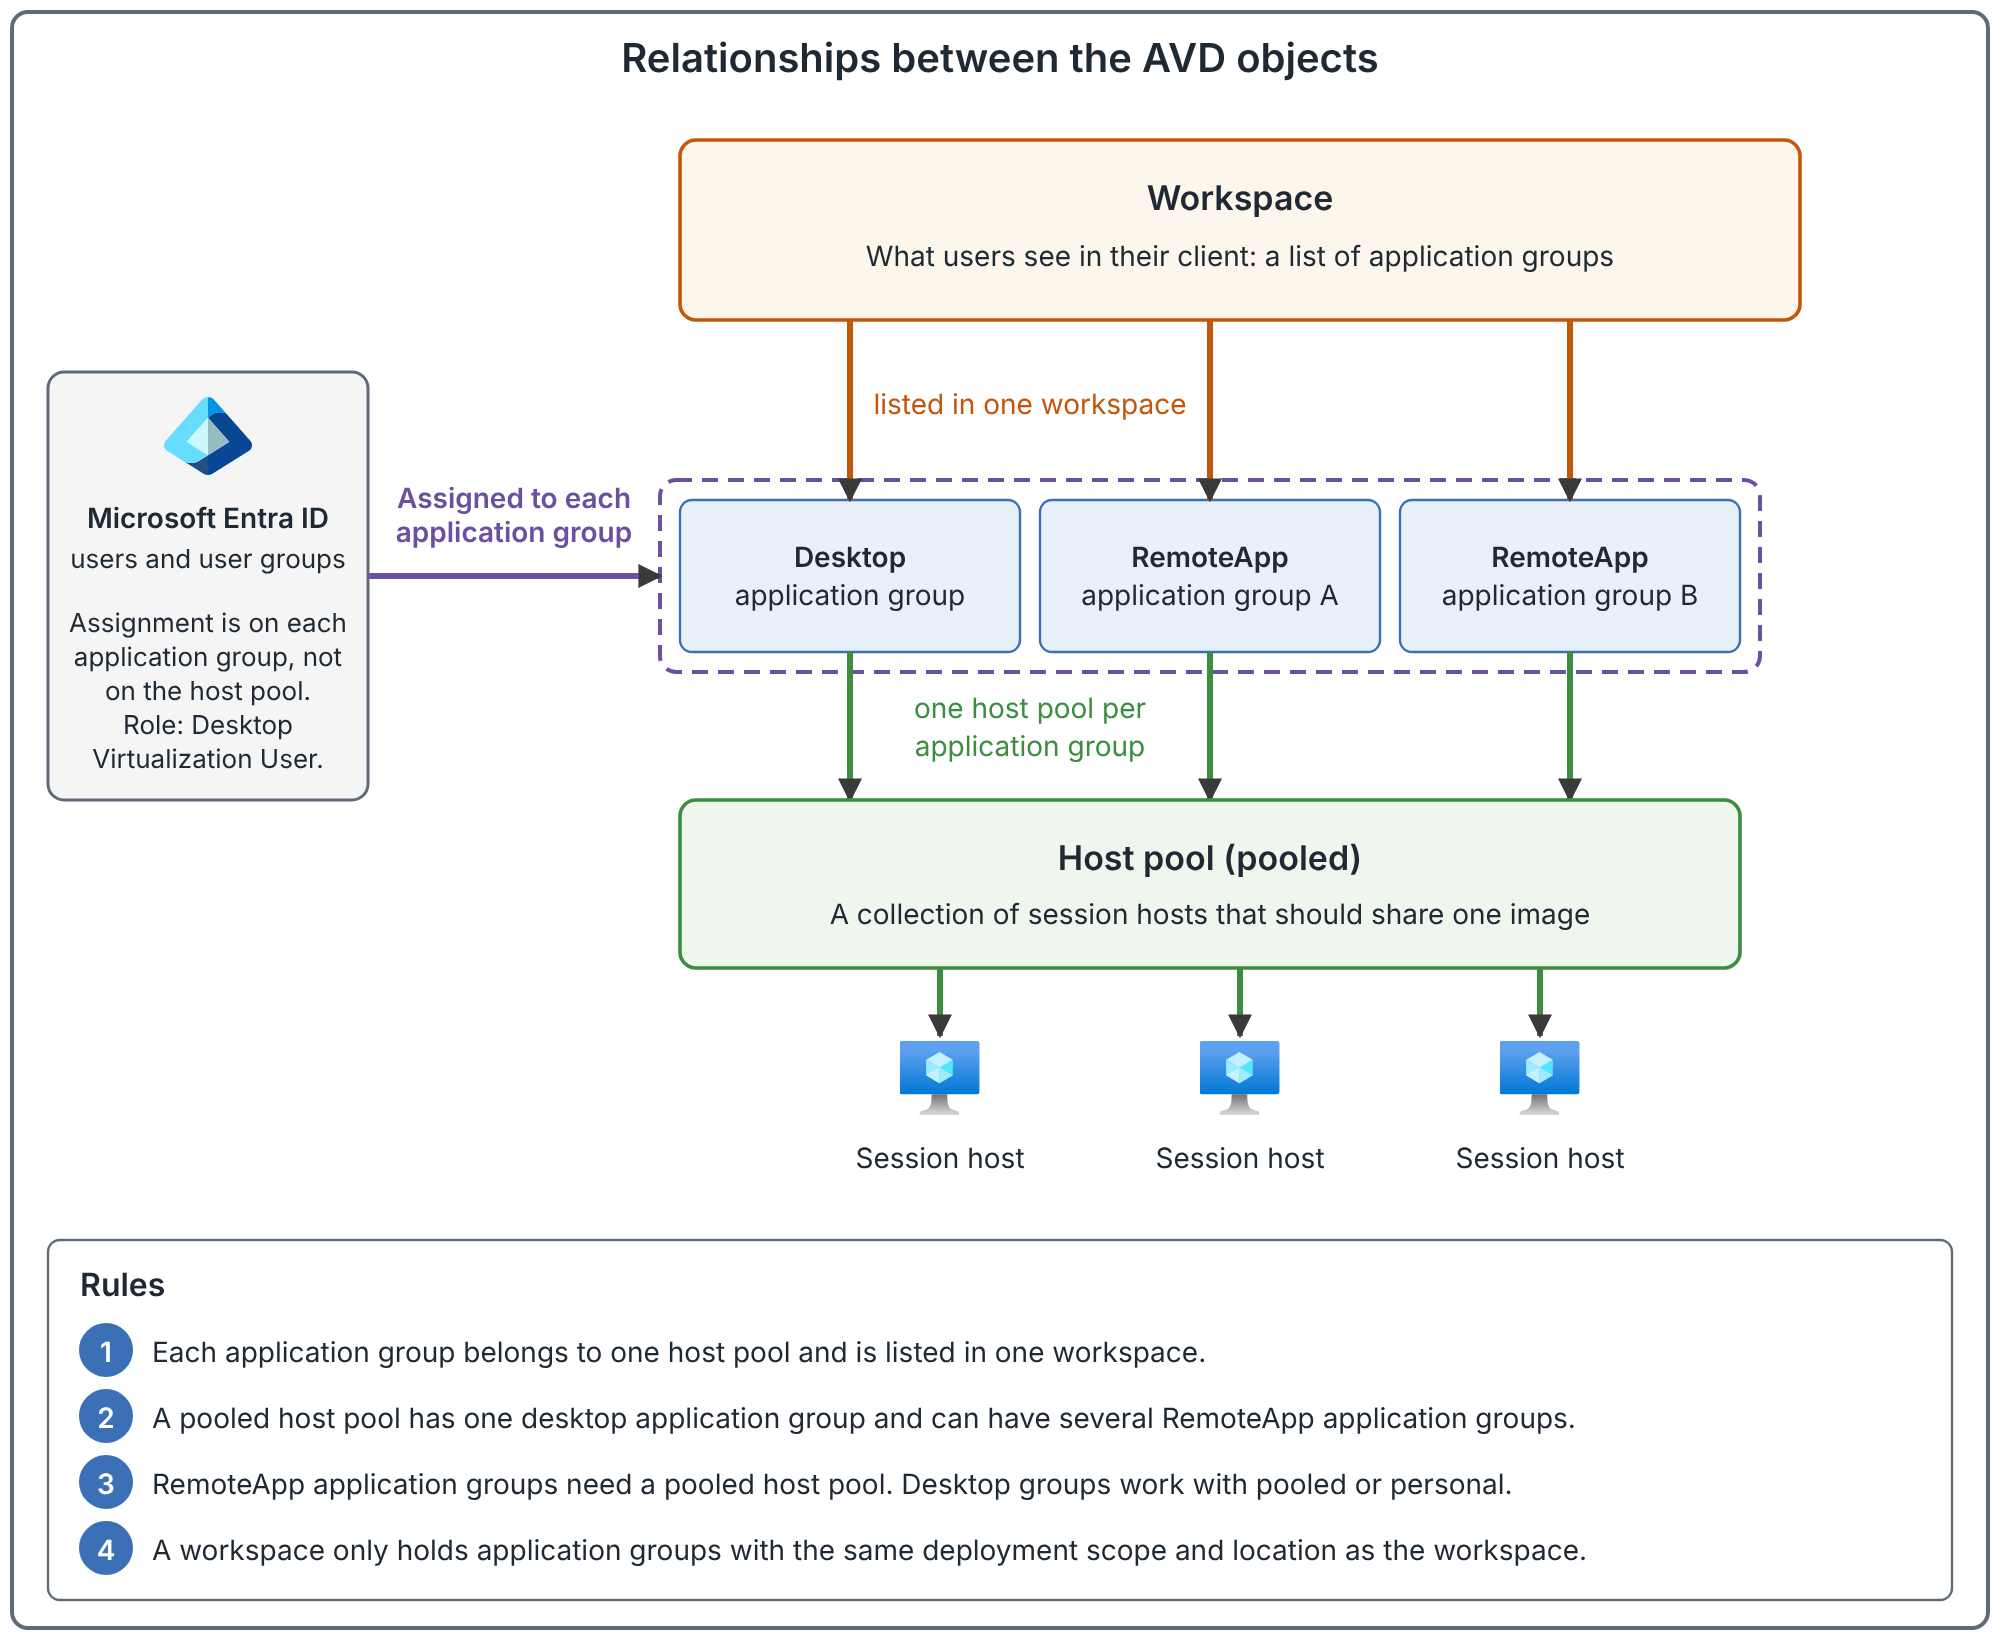 Relationships between the AVD objects
Workspace
What users see in their client: a list of application groups
listed in one workspace
Microsoft Entra ID
users and user groups
Assignment is on each
application group, not
on the host pool.
Role: Desktop
Virtualization User.
Assigned to each
application group
Desktop
application group
RemoteApp
application group A
RemoteApp
application group B
one host pool per
application group
Host pool (pooled)
A collection of session hosts that should share one image
Session host
Session host
Session host
Rules
1 Each application group belongs to one host pool and is listed in one workspace.
2 A pooled host pool has one desktop application group and can have several RemoteApp application groups.
3 RemoteApp application groups need a pooled host pool. Desktop groups work with pooled or personal.
4 A workspace only holds application groups with the same deployment scope and location as the workspace.